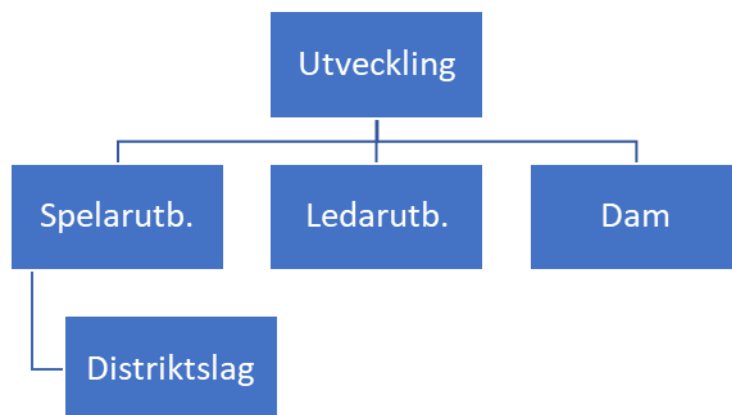 Utveckling
Spelarutb.
Ledarutb.
Dam
Distriktslag